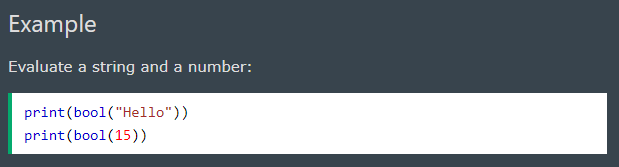 Example
Evaluate a string and a number:
print(bool("Hello"))
print(bool(15))